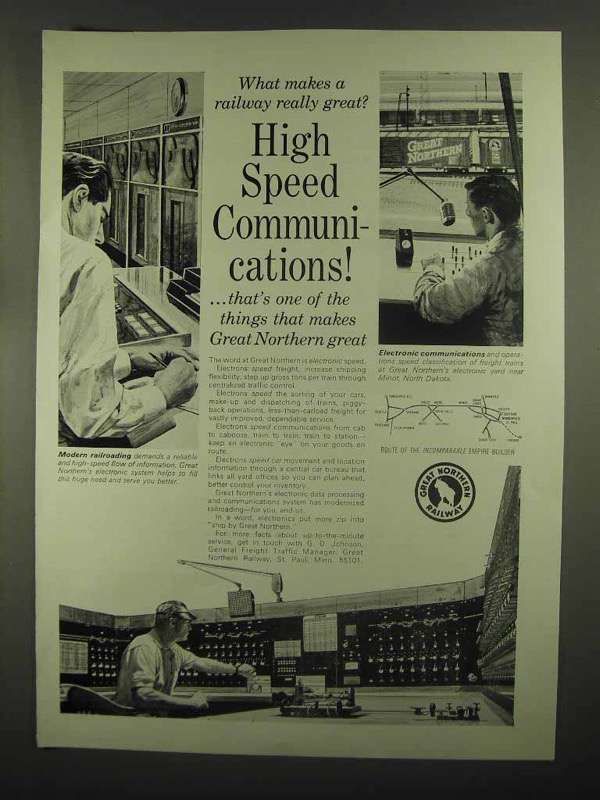 What makes a
railway really great?
High
Speed
Communi-
cations!
...that's one of the
things that makes
Great Northern great
The word at Great Northern is electronic speed.
Electrons speed freight, increase shipping
flexibility, step up gross tons per train through
centralized traffic control.
Electrons speed the sorting of your cars,
make-up and dispatching of trains, piggy-
back operations, less-than-carload freight for
vastly improved, dependable service.
Electrons speed communications from cab
to caboose, train to train, train to station—
keep an electronic "eye" on your goods en
route.
Electrons speed car movement and location
information through a central car bureau that
links all yard offices so you can plan ahead,
better control your inventory.
Great Northern's electronic data processing
and communications system has modernized
railroading—for you, and us.
In a word, electronics put more zip into
"ship by Great Northern."
For more facts about up-to-the-minute
service, get in touch with G. D. Johnson,
General Freight Traffic Manager, Great
Northern Railway, St. Paul, Minn. 55101.
Modern railroading demands a reliable
and high-speed flow of information. Great
Northern's electronic system helps to fill
this huge need and serve you better.
GREAT
NORTHERN
Electronic communications and opera-
tions speed classification of freight trains
at Great Northern's electronic yard near
Minot, North Dakota.
ROUTE OF THE INCOMPARABLE EMPIRE BUILDER
GREAT NORTHERN
RAILWAY